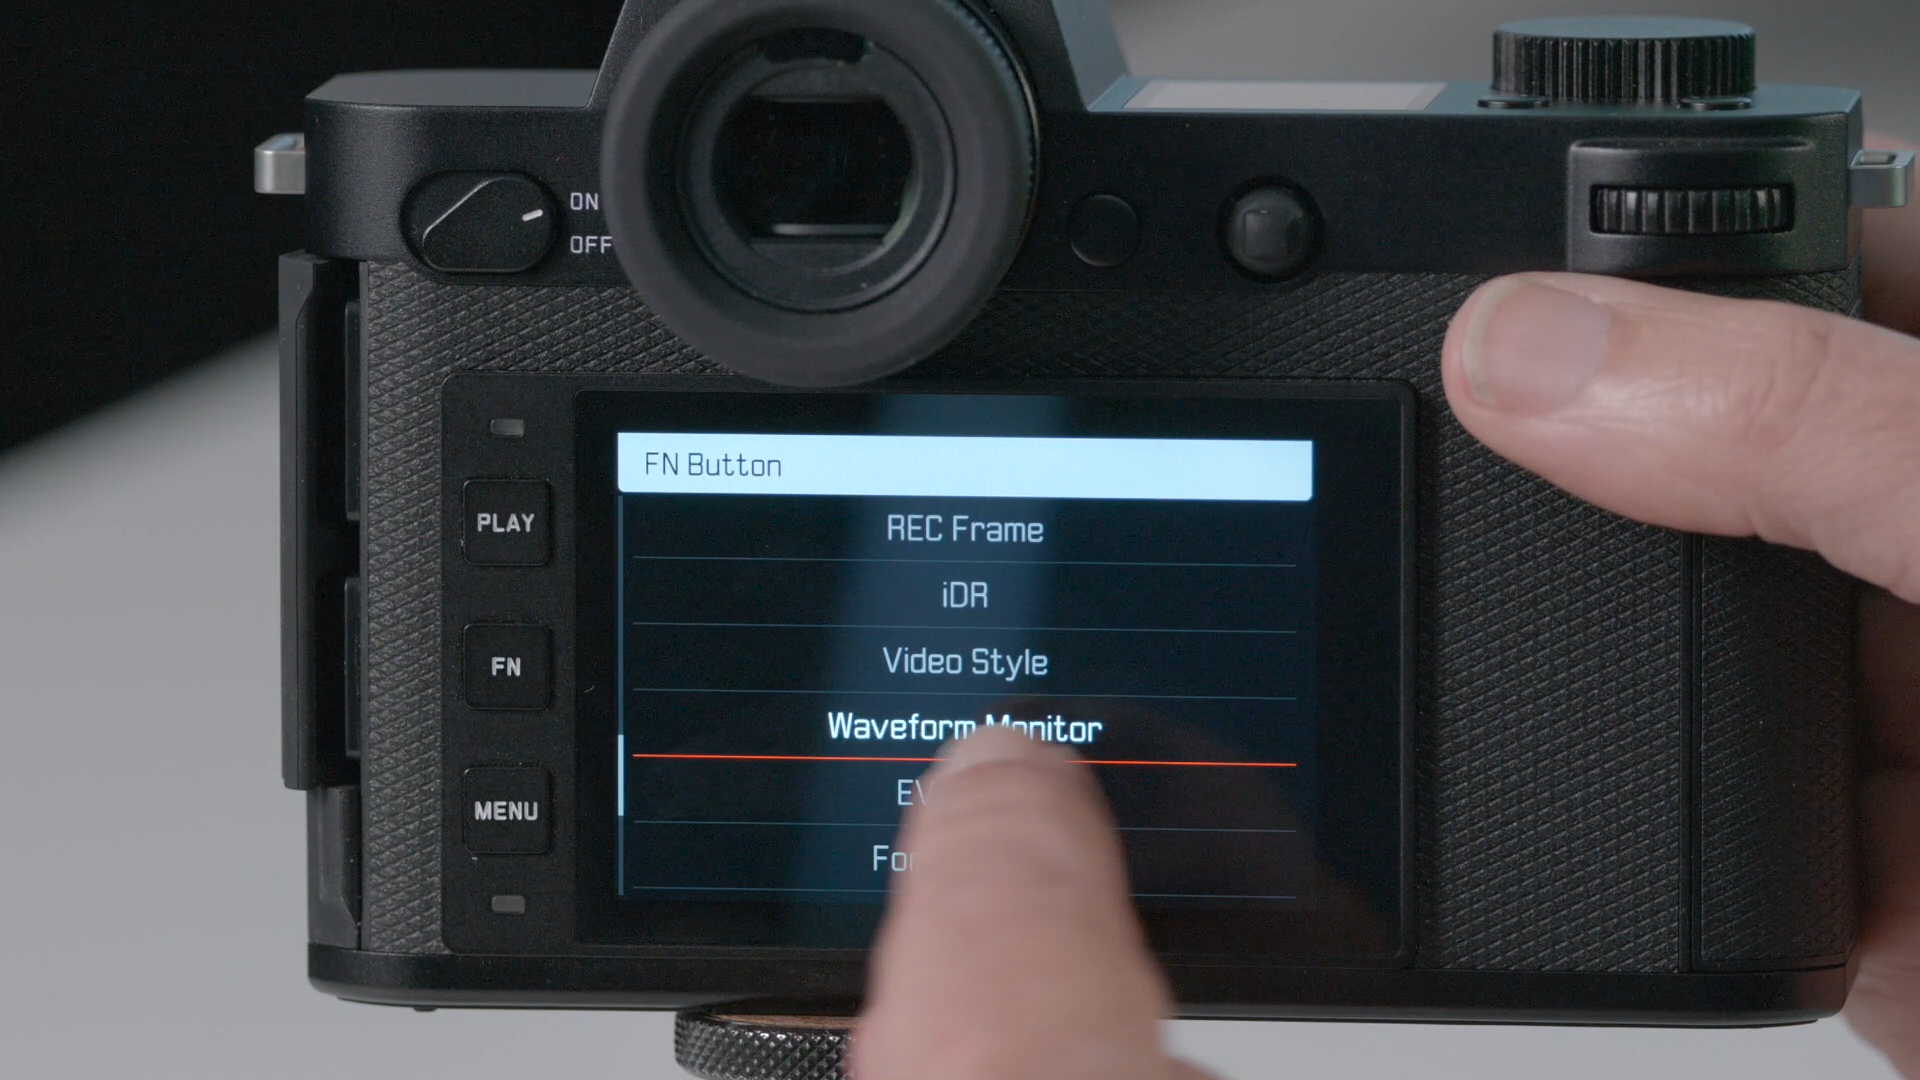 ON
OFF
FN Button
PLAY
REC Frame
iDR
Video Style
FN
Waveform Monitor
MENU